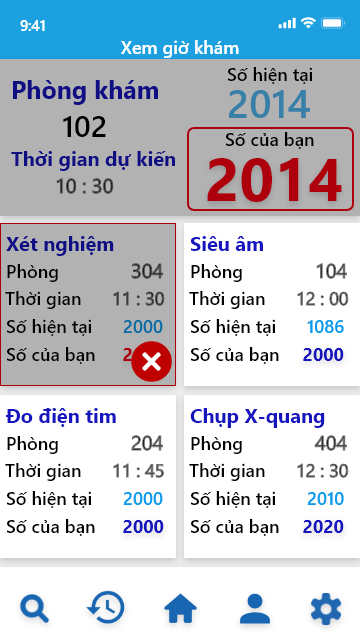 9:41
Xem giờ khám
Phòng khám
102
Thời gian dự kiến
10 : 30
Số hiện tại
2014
Số của bạn
2014
Xét nghiệm
Phòng 304
Thời gian 11 : 30
Số hiện tại 2000
Số của bạn
Siêu âm
Phòng 104
Thời gian 12 : 00
Số hiện tại 1086
Số của bạn 2000
Đo điện tim
Phòng 204
Thời gian 11 : 45
Số hiện tại 2000
Số của bạn 2000
Chụp X-quang
Phòng 404
Thời gian 12 : 30
Số hiện tại 2010
Số của bạn 2020